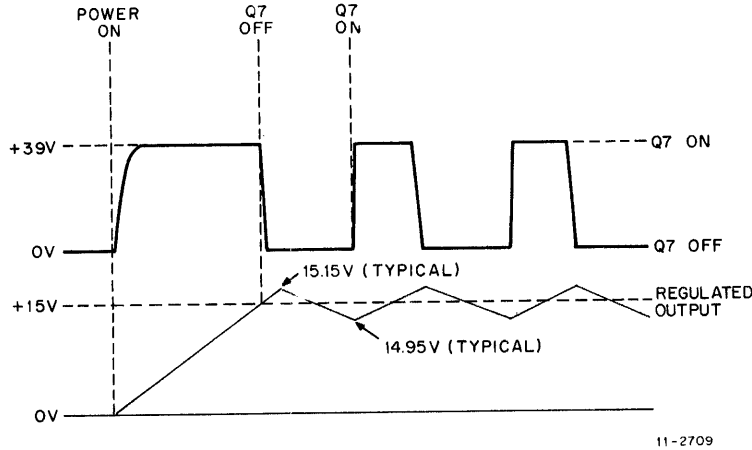 POWER
ON
Q7
OFF
Q7
ON
+39V
Q7 ON
0V
Q7 OFF
15.15V (TYPICAL)
+15V
REGULATED
OUTPUT
14.95V (TYPICAL)
0V
11-2709